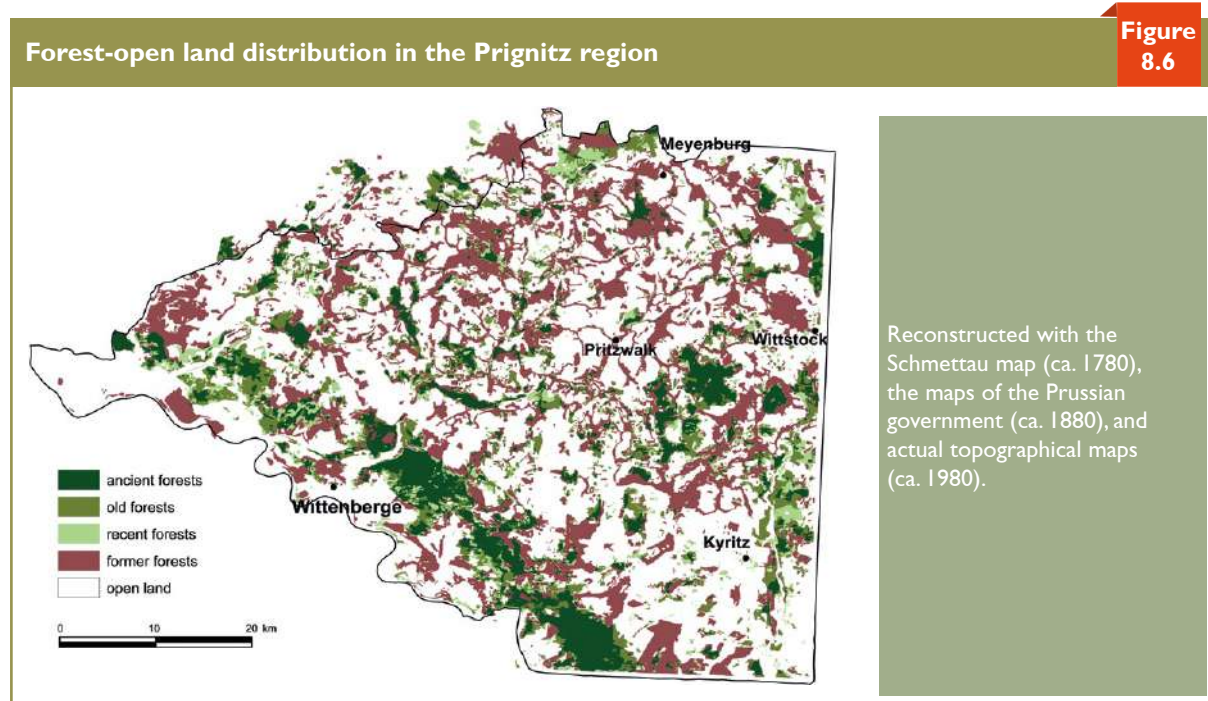 Forest-open land distribution in the Prignitz region
Figure
8.6
Meyenburg
Pritzwalk
Wittstock
Wittenberge
Kyritz
ancient forests
old forests
recent forests
former forests
open land
0 10 20 km
Reconstructed with the
Schmettau map (ca. 1780),
the maps of the Prussian
government (ca. 1880), and
actual topographical maps
(ca. 1980).